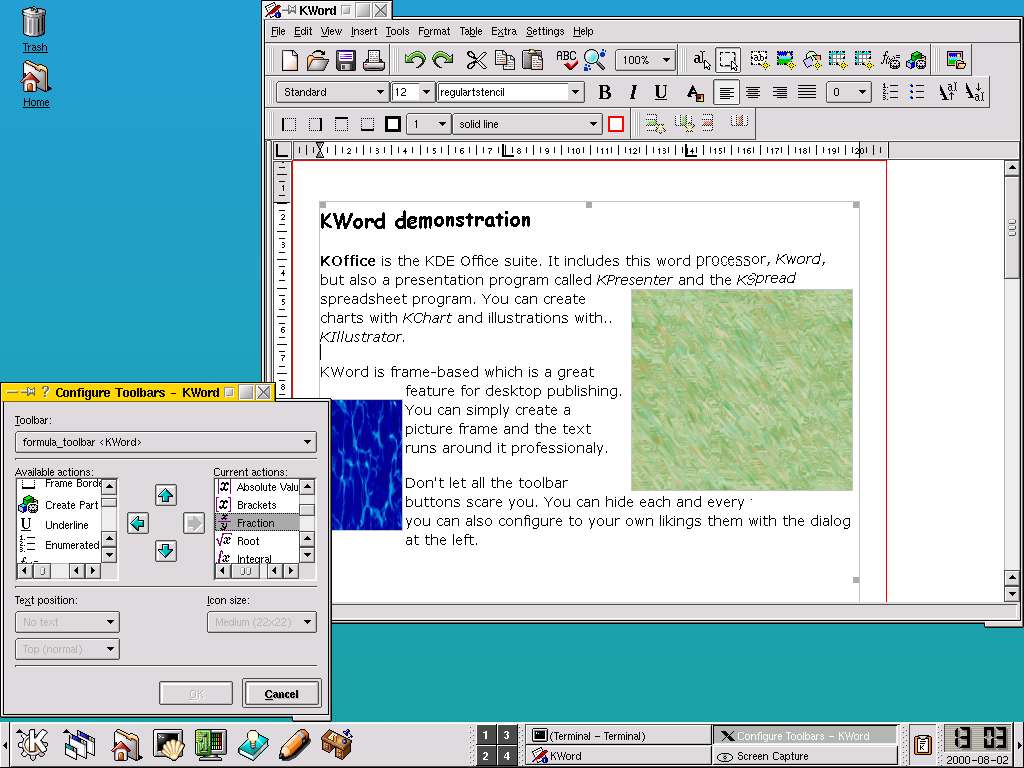 Trash
Home
KWord
File Edit View Insert Tools Format Table Extra Settings Help
100%
Standard 12 regularstencil B I U 0
1 solid line
1 2 3 4 5 6 7 8 9 10 11 12 13 14 15 16 17 18 19 20
1
2
3
4
5
6
7
8
KWord demonstration
KOffice is the KDE Office suite. It includes this word processor, Kword,
but also a presentation program called KPresenter and the KSpread
spreadsheet program. You can create
charts with KChart and illustrations with..
KIllustrator.
KWord is frame-based which is a great
feature for desktop publishing.
You can simply create a
picture frame and the text
runs around it professionaly.
Don't let all the toolbar
buttons scare you. You can hide each and every
you can also configure to your own likings them with the dialog
at the left.
Configure Toolbars - KWord
Toolbar:
formula_toolbar <KWord>
Available actions:
Frame Borde
Create Part
Underline
Enumerated
Current actions:
Absolute Valu
Brackets
Fraction
Root
Integral
Text position:
No text
Top (normal)
Icon size:
Medium (22x22)
OK Cancel
1 3
2 4
(Terminal - Terminal)
Configure Toolbars - KWord
KWord
Screen Capture
13 03
2000-08-02